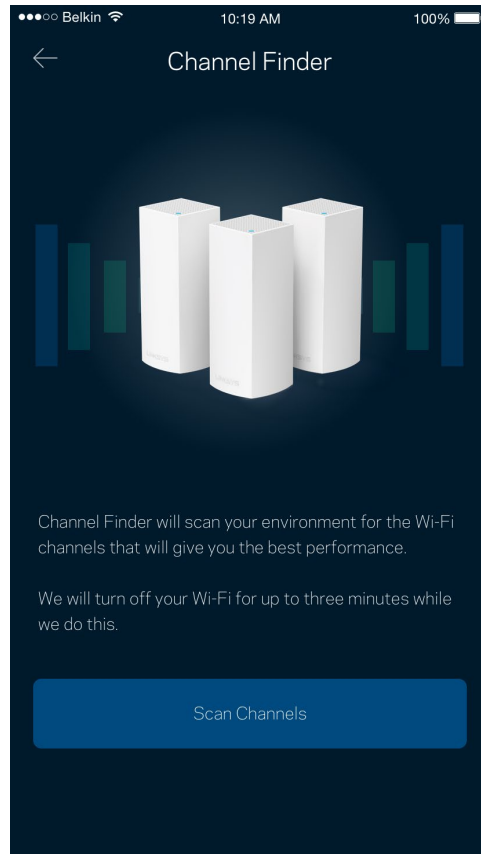 Belkin 10:19 AM 100%
Channel Finder
LINKSYS
Channel Finder will scan your environment for the Wi-Fi
channels that will give you the best performance.
We will turn off your Wi-Fi for up to three minutes while
we do this.
Scan Channels